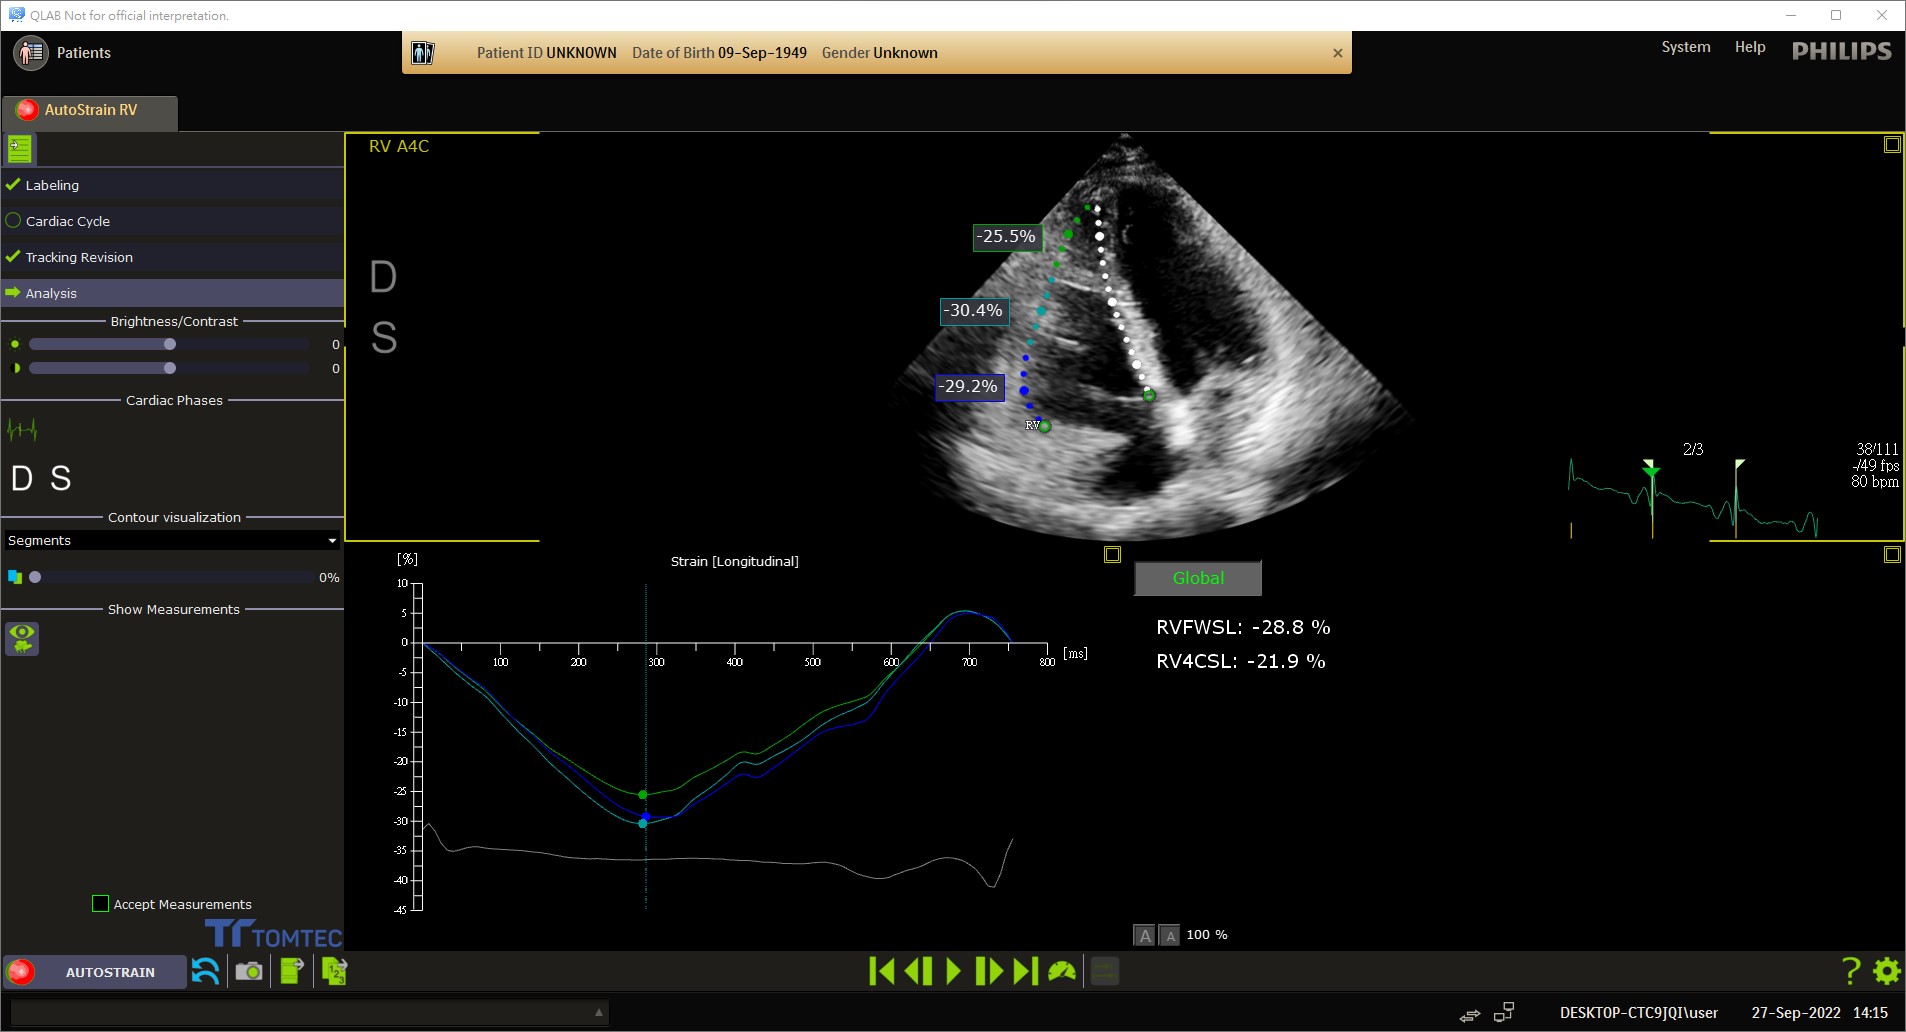 QLAB Not for official interpretation.
Patients
Patient ID UNKNOWN Date of Birth 09-Sep-1949 Gender Unknown
System Help PHILIPS
AutoStrain RV
Labeling
Cardiac Cycle
Tracking Revision
Analysis
Brightness/Contrast
0
0
Cardiac Phases
D S
Contour visualization
Segments
0%
Show Measurements
Accept Measurements
TOMTEC
AUTOSTRAIN
RV A4C
D
S
-25.5%
-30.4%
-29.2%
RV
2/3
38/111
-/49 fps
80 bpm
Strain [Longitudinal]
[%]
10
5
0
-5
-10
-15
-20
-25
-30
-35
-40
-45
100 200 300 400 500 600 700 800 [ms]
Global
RVFWSL: -28.8 %
RV4CSL: -21.9 %
A A 100 %
?
DESKTOP-CTC9JQI\user 27-Sep-2022 14:15